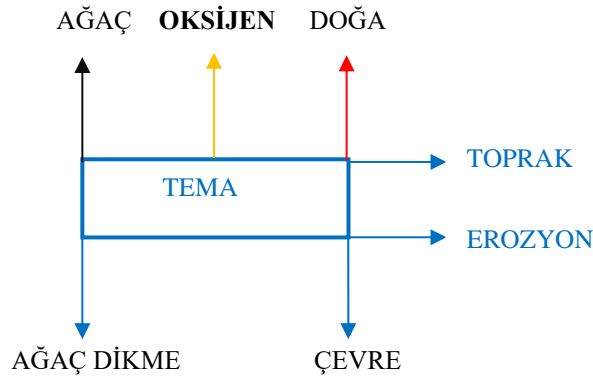 AĞAÇ OKSİJEN DOĞA
TOPRAK
TEMA
EROZYON
AĞAÇ DİKME ÇEVRE